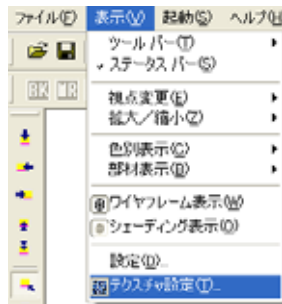 ファイル(F) 表示(V) 起動(S) ヘルプ(H
ツールバー(T)
ステータスバー(S)
視点変更(E)
拡大／縮小(Z)
色別表示(C)
部材表示(B)
ワイヤフレーム表示(W)
シェーディング表示(O)
設定(D)...
テクスチャ設定(T)...